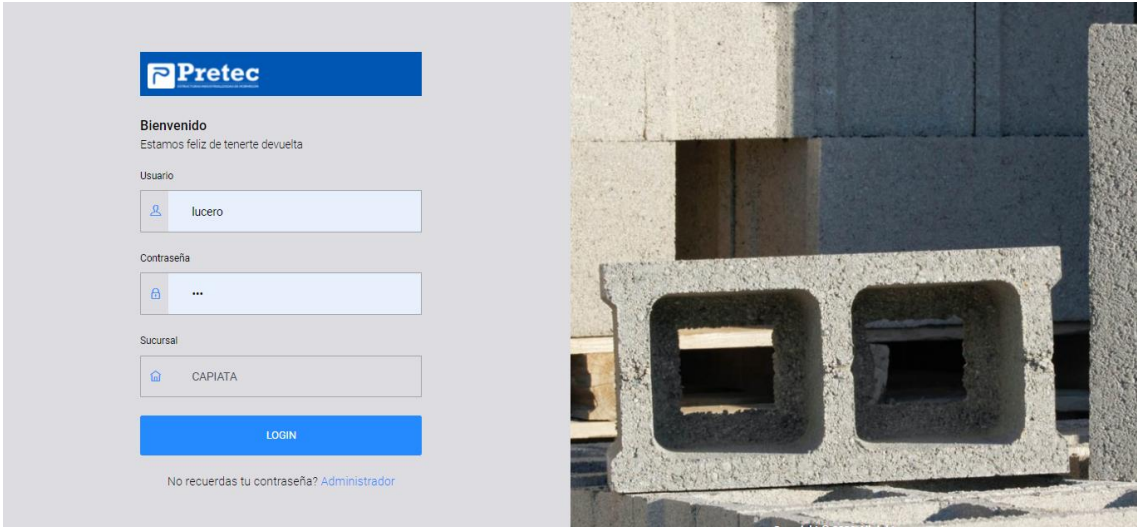 Pretec
Bienvenido
Estamos feliz de tenerte devuelta
Usuario
lucero
Contraseña
•••
Sucursal
CAPIATA
LOGIN
No recuerdas tu contraseña? Administrador